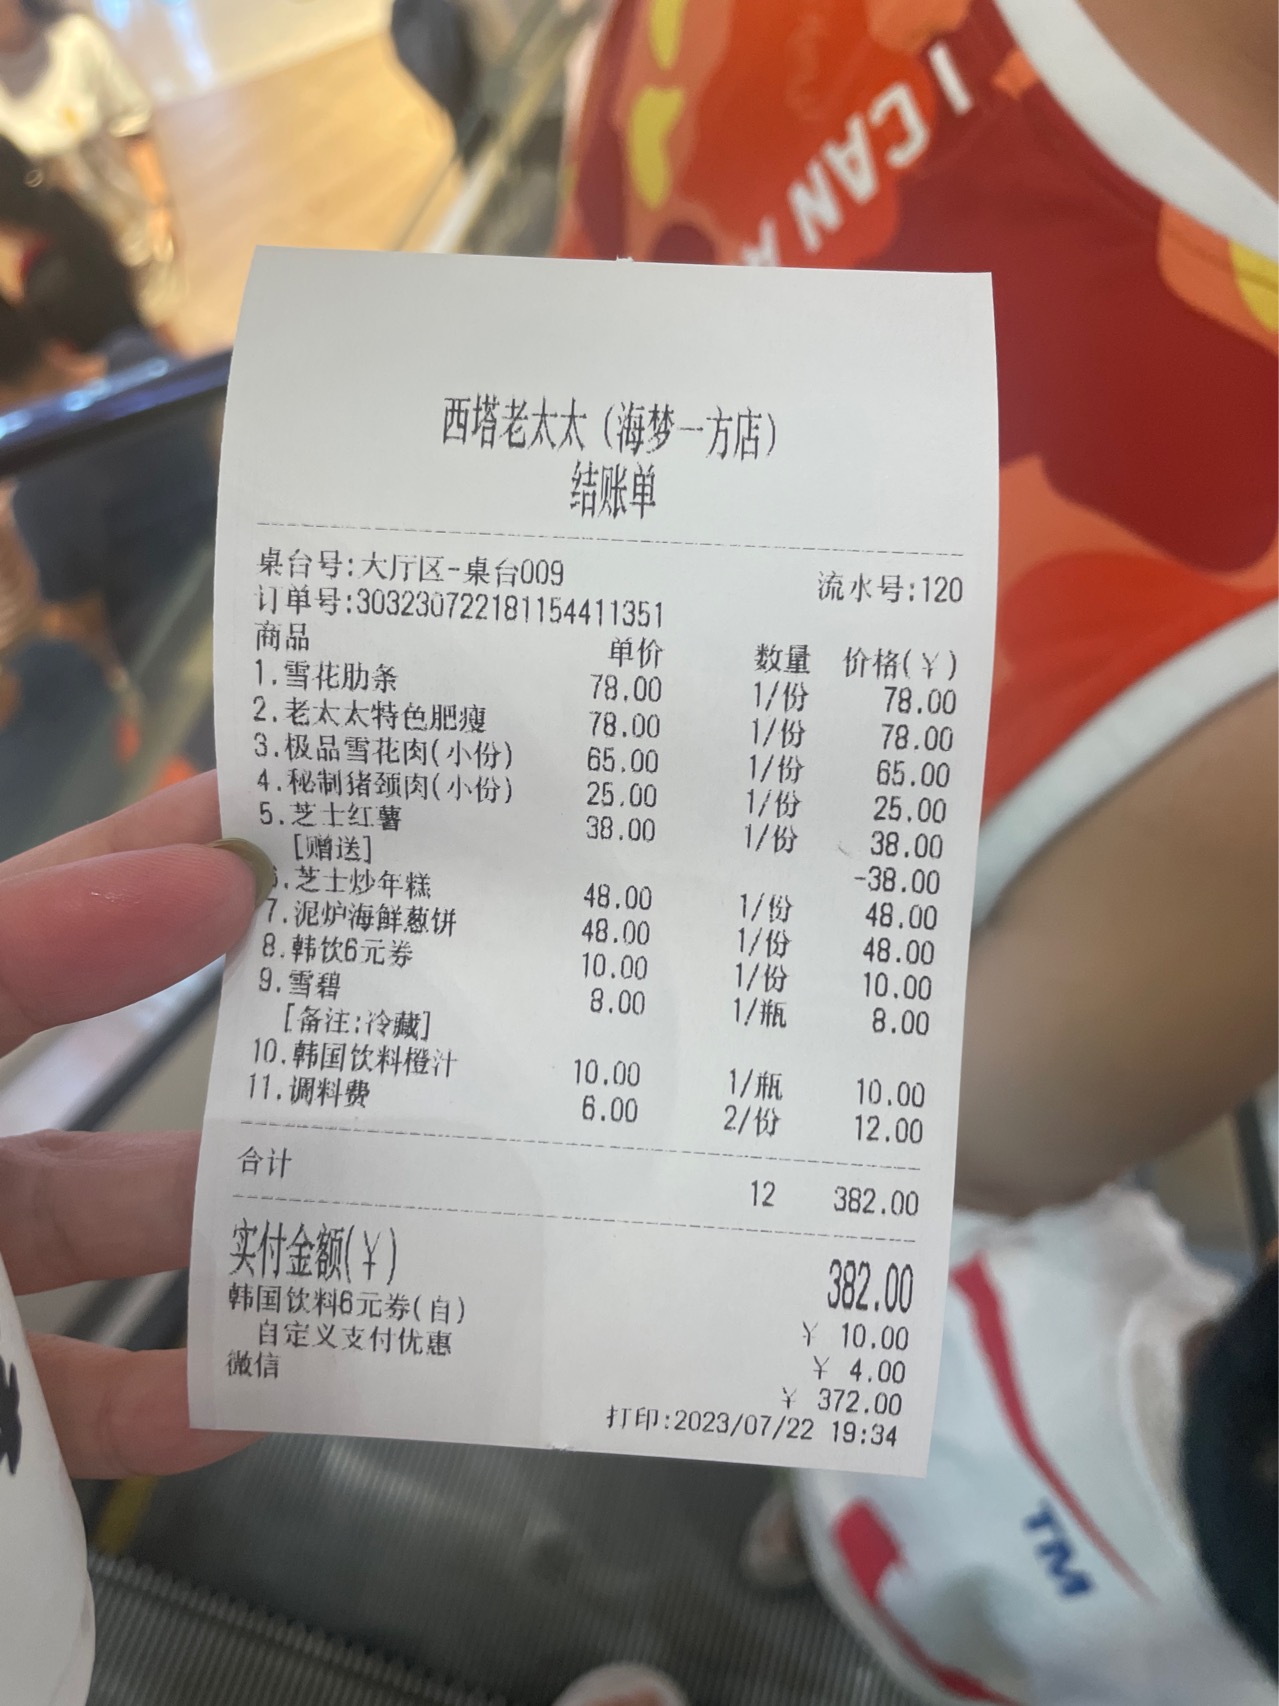 I CAN
西塔老太太(海梦一方店)
结账单
桌台号:大厅区-桌台009 流水号:120
订单号:303230722181154411351
商品 单价 数量 价格(¥)
1.雪花肋条 78.00 1/份 78.00
2.老太太特色肥瘦 78.00 1/份 78.00
3.极品雪花肉(小份) 65.00 1/份 65.00
4.秘制猪颈肉(小份) 25.00 1/份 25.00
5.芝士红薯 38.00 1/份 38.00
[赠送] -38.00
.芝士炒年糕 48.00 1/份 48.00
7.泥炉海鲜葱饼 48.00 1/份 48.00
8.韩饮6元券 10.00 1/份 10.00
9.雪碧 8.00 1/瓶 8.00
[备注:冷藏]
10.韩国饮料橙汁 10.00 1/瓶 10.00
11.调料费 6.00 2/份 12.00
合计 12 382.00
实付金额(¥) 382.00
韩国饮料6元券(自) ¥ 10.00
自定义支付优惠 ¥ 4.00
微信 ¥ 372.00
打印:2023/07/22 19:34
TM